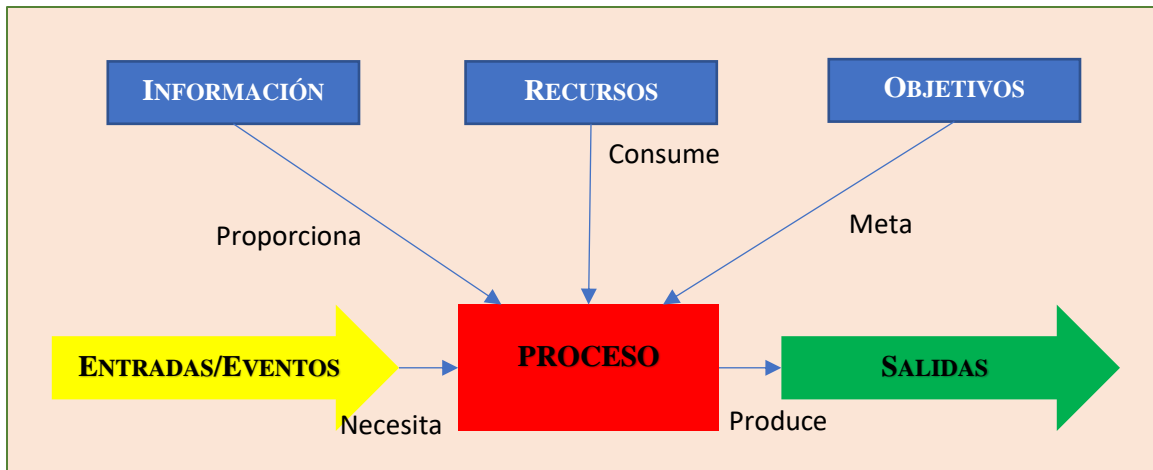 INFORMACIÓN
RECURSOS
OBJETIVOS
Consume
Proporciona
Meta
ENTRADAS/EVENTOS
PROCESO
SALIDAS
Necesita
Produce